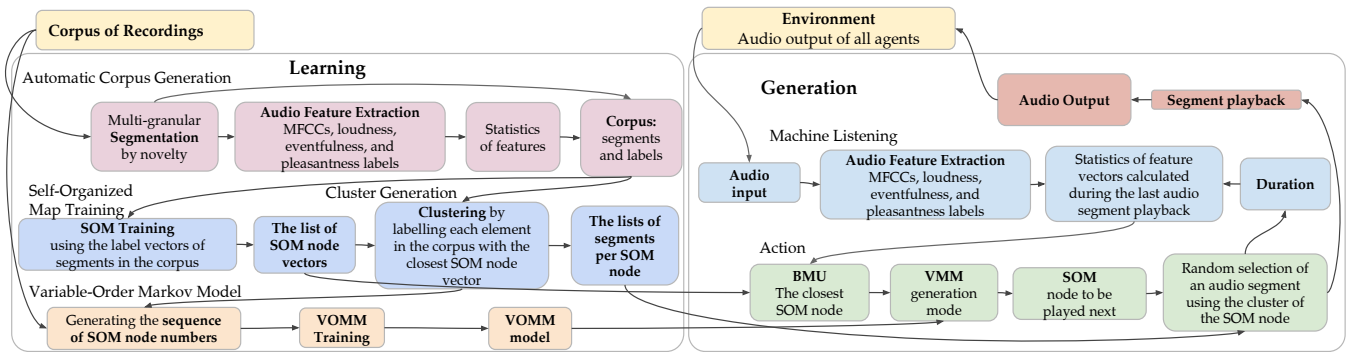 Corpus of Recordings
Learning
Automatic Corpus Generation
Multi-granular
Segmentation
by novelty
Audio Feature Extraction
MFCCs, loudness,
eventfulness, and
pleasantness labels
Statistics
of features
Corpus:
segments
and labels
Self-Organized
Map Training
Cluster Generation
SOM Training
using the label vectors of
segments in the corpus
The list of
SOM node
vectors
Clustering by
labelling each element
in the corpus with the
closest SOM node
vector
The lists of
segments
per SOM
node
Variable-Order Markov Model
Generating the sequence
of SOM node numbers
VOMM
Training
VOMM
model
Environment
Audio output of all agents
Generation
Audio Output
Segment playback
Machine Listening
Audio
input
Audio Feature Extraction
MFCCs, loudness,
eventfulness, and
pleasantness labels
Statistics of feature
vectors calculated
during the last audio
segment playback
Duration
Action
BMU
The closest
SOM node
VMM
generation
mode
SOM
node to be
played next
Random selection of
an audio segment
using the cluster of
the SOM node